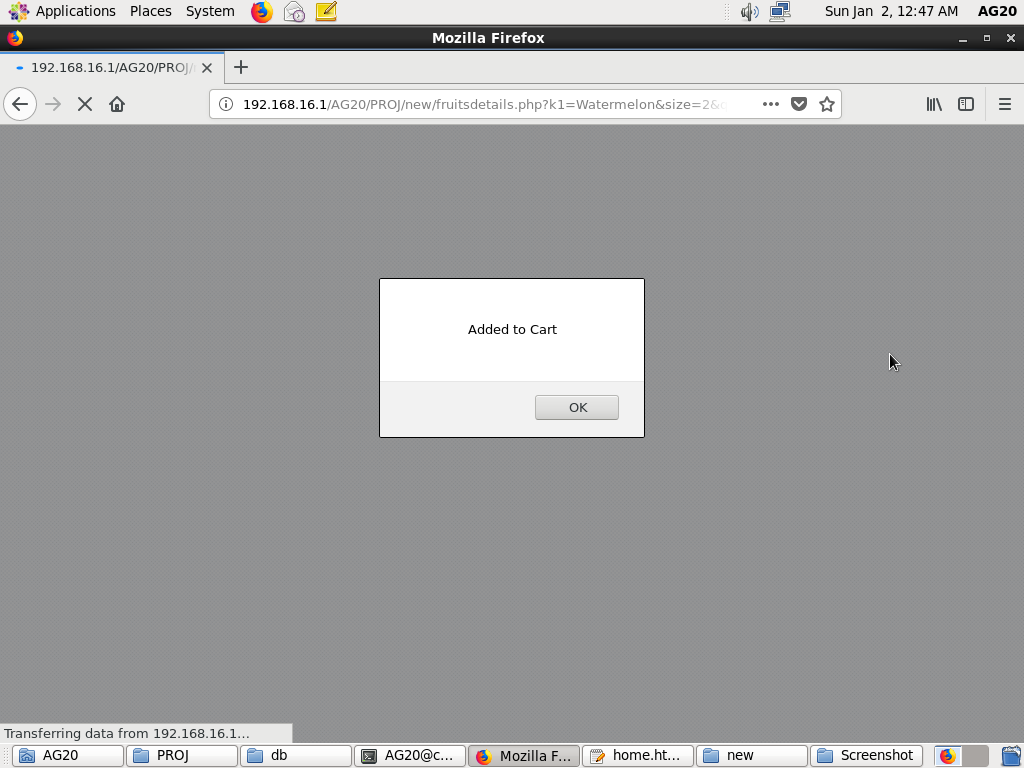 Applications Places System Sun Jan 2, 12:47 AM AG20
Mozilla Firefox
192.168.16.1/AG20/PROJ/
192.168.16.1/AG20/PROJ/new/fruitsdetails.php?k1=Watermelon&size=2&
Added to Cart
OK
Transferring data from 192.168.16.1...
AG20 PROJ db AG20@c... Mozilla F... home.ht... new Screenshot